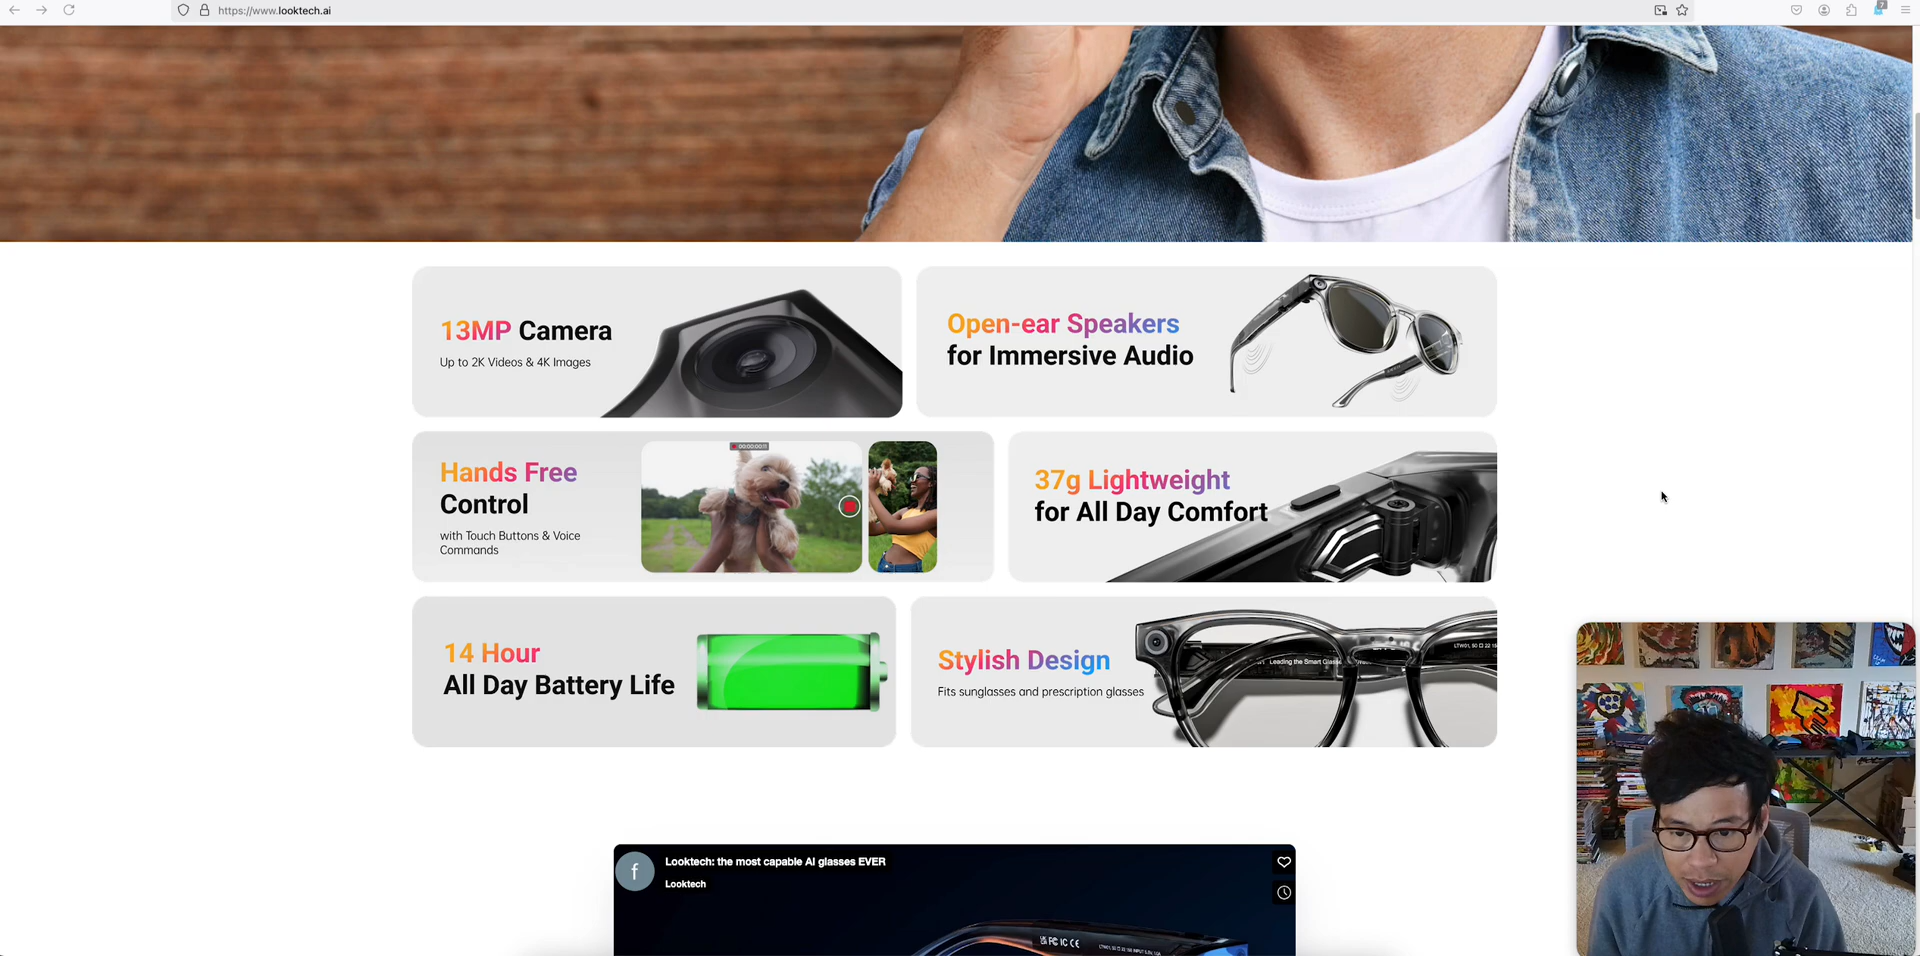 https://www.looktech.ai
7
13MP Camera
Up to 2K Videos & 4K Images
Open-ear Speakers
for Immersive Audio
Hands Free
Control
with Touch Buttons & Voice
Commands
37g Lightweight
for All Day Comfort
14 Hour
All Day Battery Life
Stylish Design
Fits sunglasses and prescription glasses
f
Looktech: the most capable AI glasses EVER
Looktech